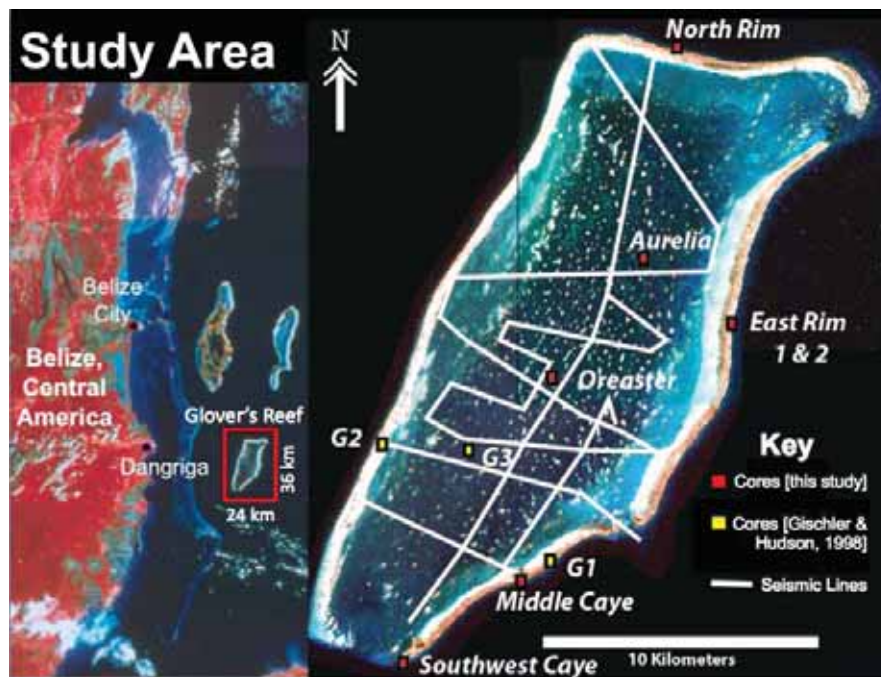 Study Area
N
North Rim
Aurelia
East Rim
1 & 2
Oreaster
G2
G3
G1
Middle Caye
Southwest Caye
Belize
City
Belize,
Central
America
Glover's Reef
Dangriga
36 km
24 km
Key
Cores [this study]
Cores [Gischler
& Hudson, 1998]
Seismic Lines
10 Kilometers